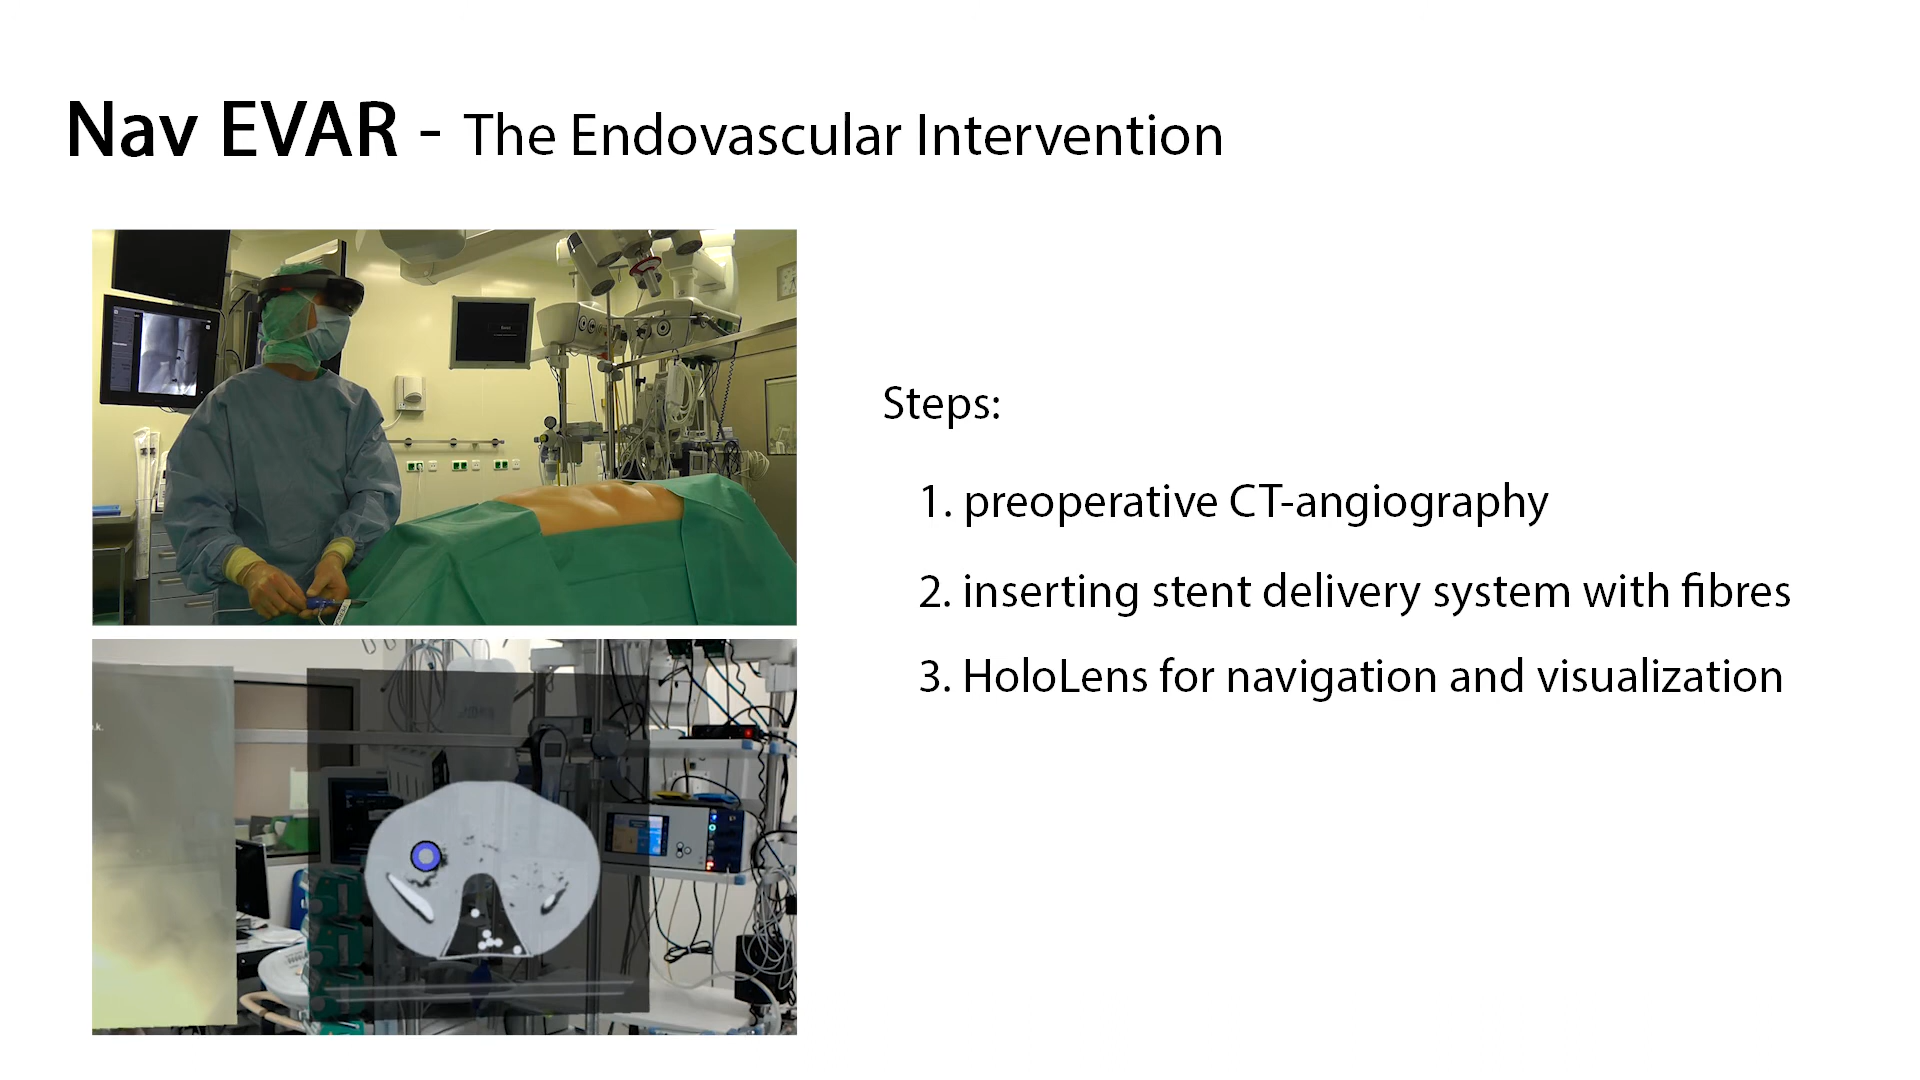 Nav EVAR - The Endovascular Intervention
Steps:
1. preoperative CT-angiography
2. inserting stent delivery system with fibres
3. HoloLens for navigation and visualization
.k.